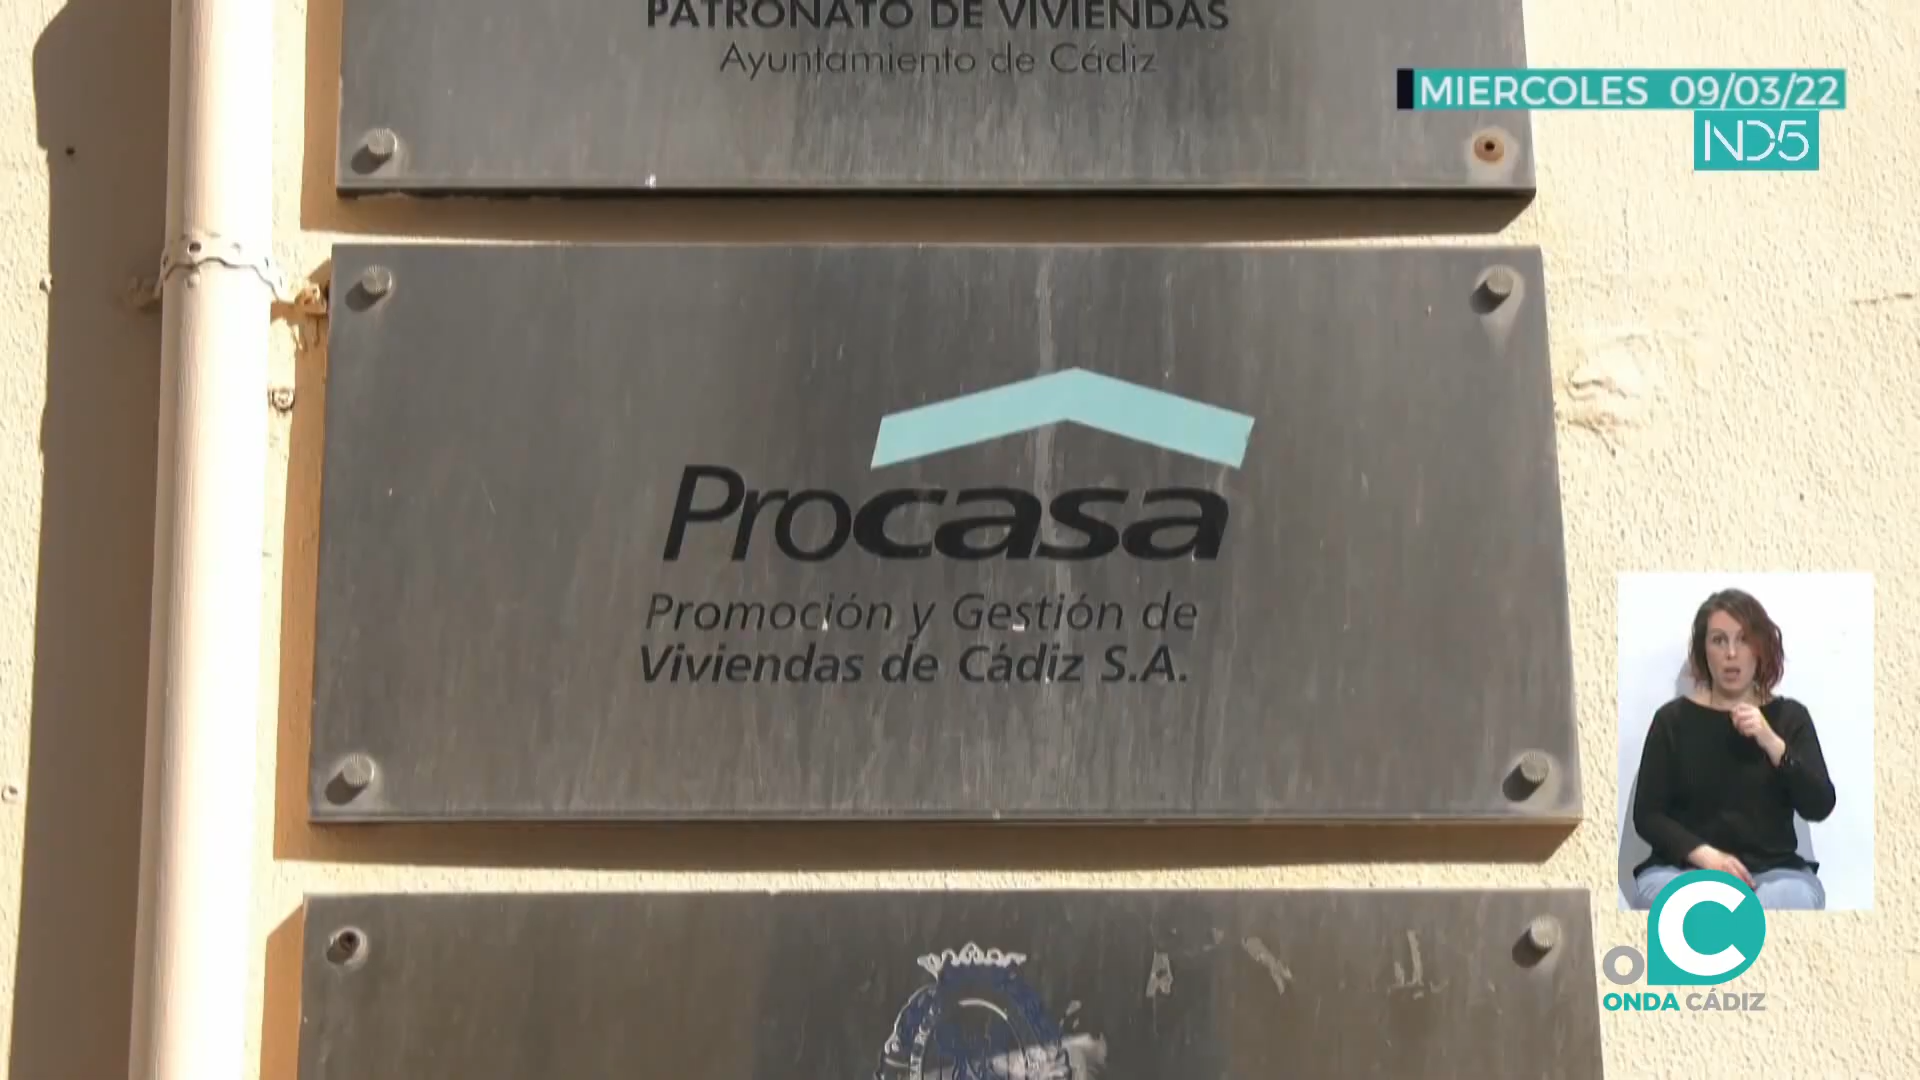 PATRONATO DE VIVIENDAS
Ayuntamiento de Cádiz
MIERCOLES 09/03/22
ND5
Procasa
Promoción y Gestión de
Viviendas de Cádiz S.A.
O C
ONDA CÁDIZ